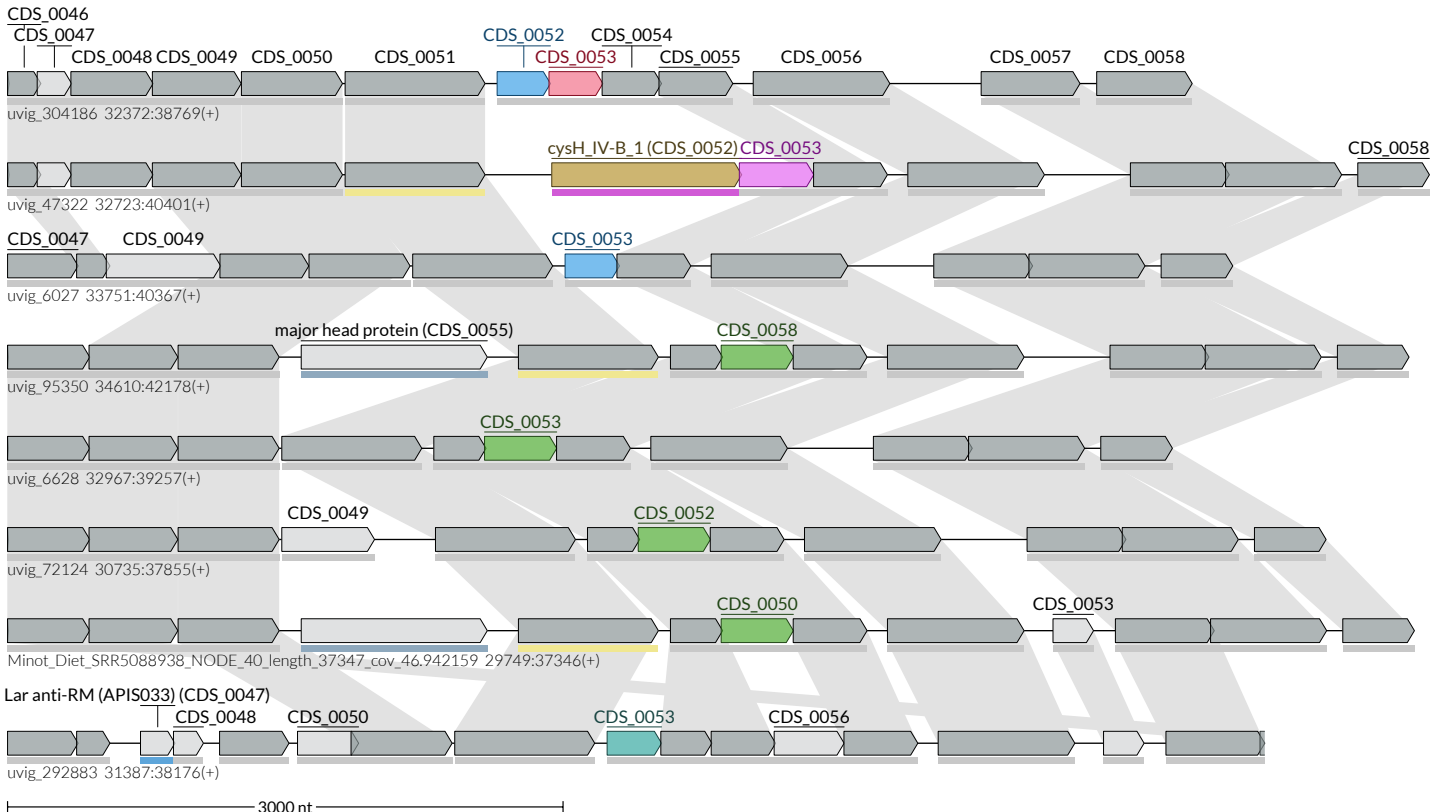 CDS_0046
CDS_0047
CDS_0048 CDS_0049 CDS_0050 CDS_0051 CDS_0052 CDS_0053 CDS_0054 CDS_0055 CDS_0056 CDS_0057 CDS_0058
uvig_304186 32372:38769(+)
cysH_IV-B_1 (CDS_0052) CDS_0053 CDS_0058
uvig_47322 32723:40401(+)
CDS_0047 CDS_0049 CDS_0053
uvig_6027 33751:40367(+)
major head protein (CDS_0055) CDS_0058
uvig_95350 34610:42178(+)
CDS_0053
uvig_6628 32967:39257(+)
CDS_0049 CDS_0052
uvig_72124 30735:37855(+)
CDS_0050 CDS_0053
Minot_Diet_SRR5088938_NODE_40_length_37347_cov_46.942159 29749:37346(+)
Lar anti-RM (APIS033) (CDS_0047)
CDS_0048 CDS_0050 CDS_0053 CDS_0056
uvig_292883 31387:38176(+)
3000 nt